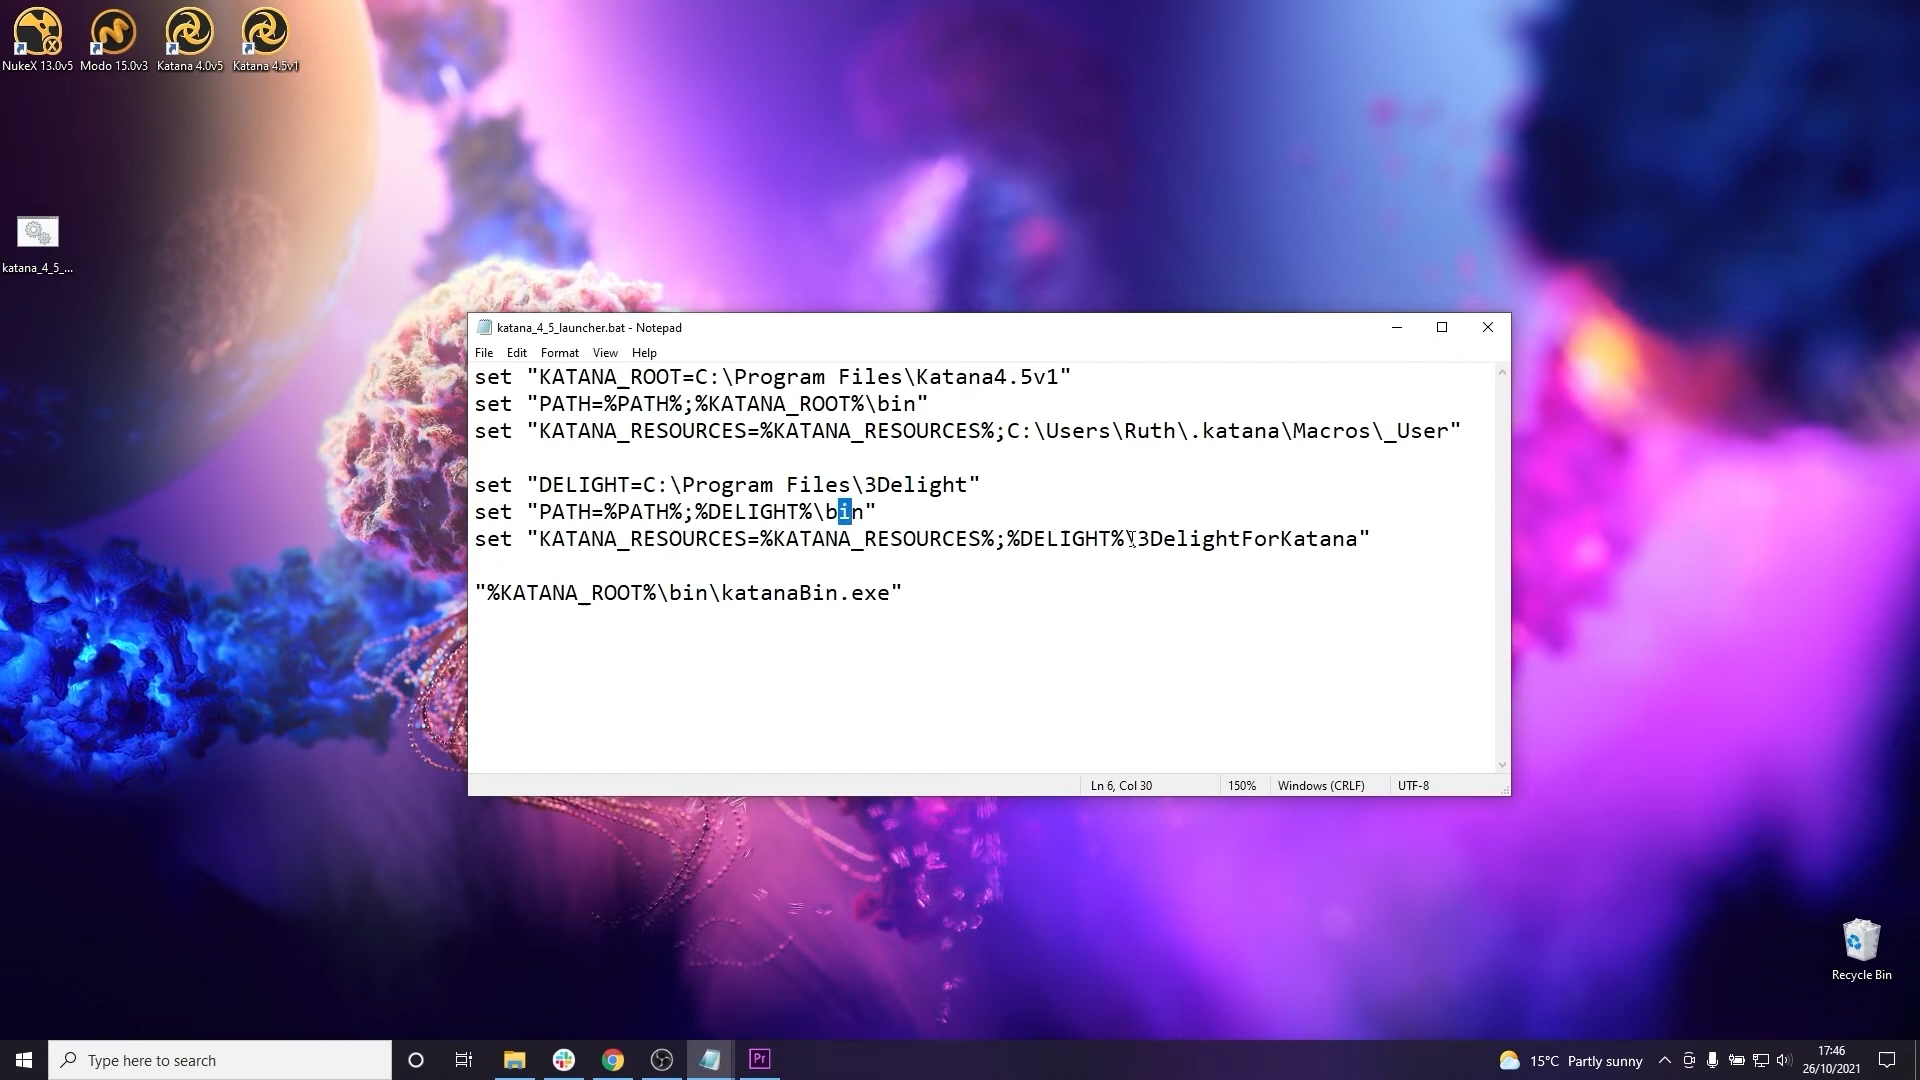 NukeX 13.0v5
Modo 15.0v3
Katana 4.0v5
Katana 4.5v1
katana_4_5_...
katana_4_5_launcher.bat - Notepad
File Edit Format View Help
set "KATANA_ROOT=C:\Program Files\Katana4.5v1"
set "PATH=%PATH%;%KATANA_ROOT%\bin"
set "KATANA_RESOURCES=%KATANA_RESOURCES%;C:\Users\Ruth\.katana\Macros\_User"
set "DELIGHT=C:\Program Files\3Delight"
set "PATH=%PATH%;%DELIGHT%\bin"
set "KATANA_RESOURCES=%KATANA_RESOURCES%;%DELIGHT%\3DelightForKatana"
"%KATANA_ROOT%\bin\katanaBin.exe"
Ln 6, Col 30
150%
Windows (CRLF)
UTF-8
Recycle Bin
Type here to search
Pr
15°C Partly sunny
17:46
26/10/2021